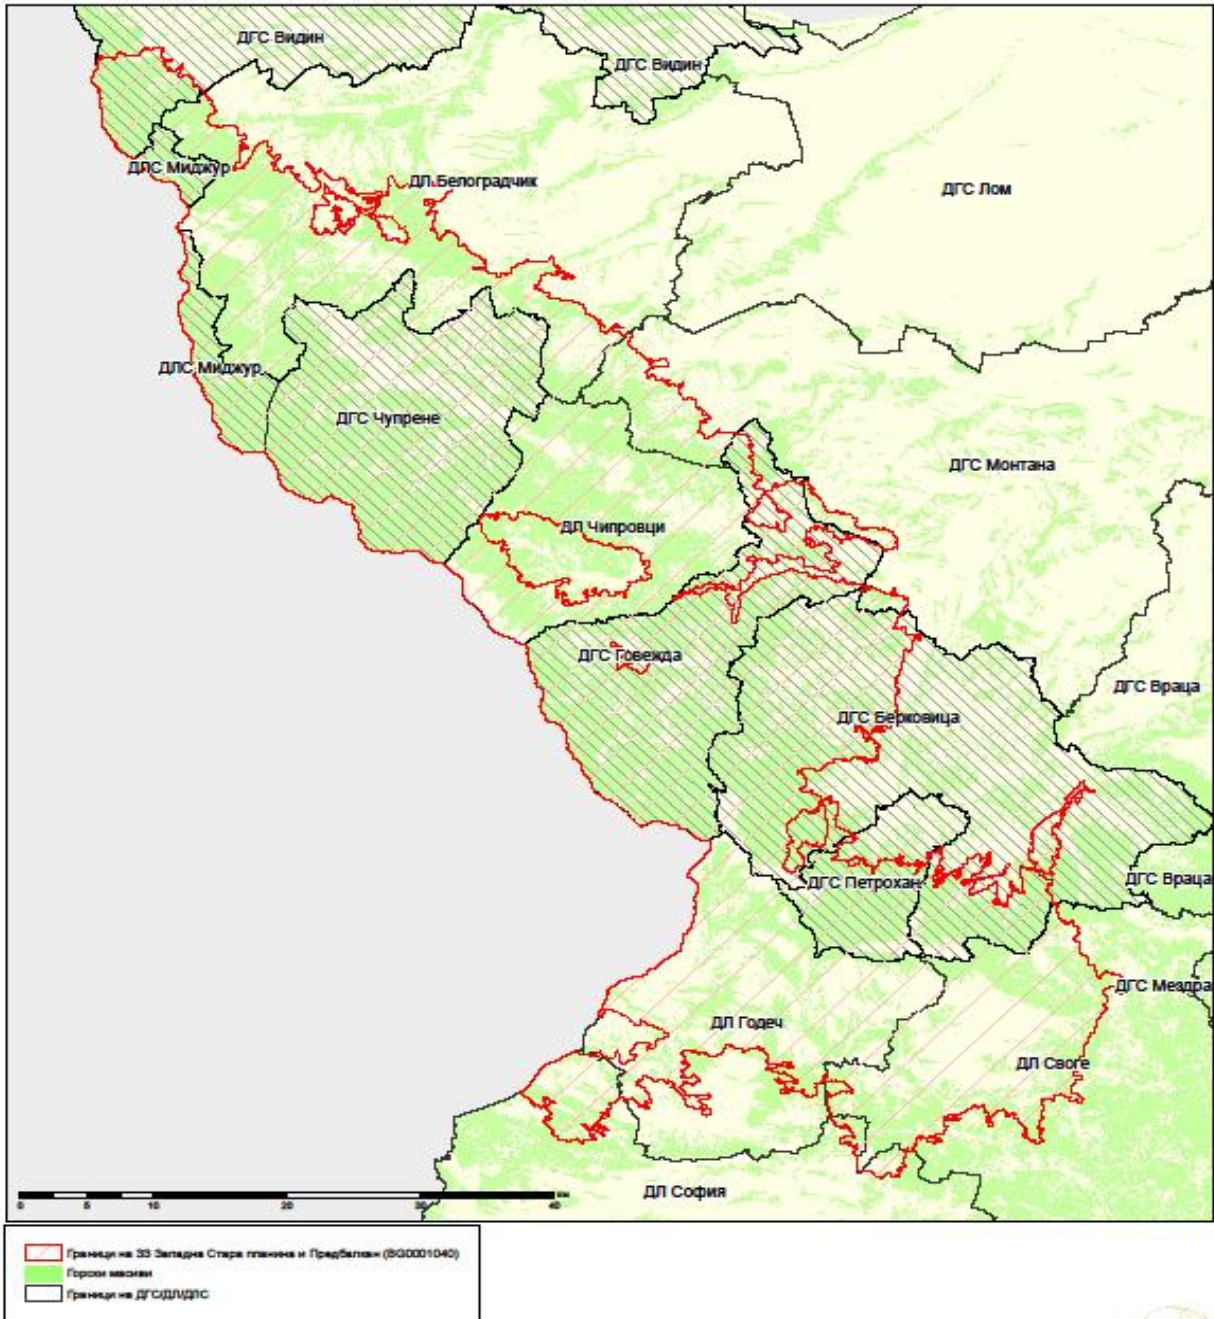 ДГС Видин
ДГС Видин
ДЛС Миджур
ДЛ Белоградчик
ДГС Лом
ДЛС Миджур
ДГС Чупрене
ДГС Монтана
ДЛ Чипровци
ДГС Говежда
ДГС Враца
ДГС Берковица
ДГС Петрохан
ДГС Враца
ДГС Мездра
ДЛ Годеч
ДЛ Своге
ДЛ София
0 5 10 20 30 40
Граници на ЗЗ Западна Стара планина и Предбалкан (BG0001040)
Горски масиви
Граници на ДГС/ДЛ/ДЛС